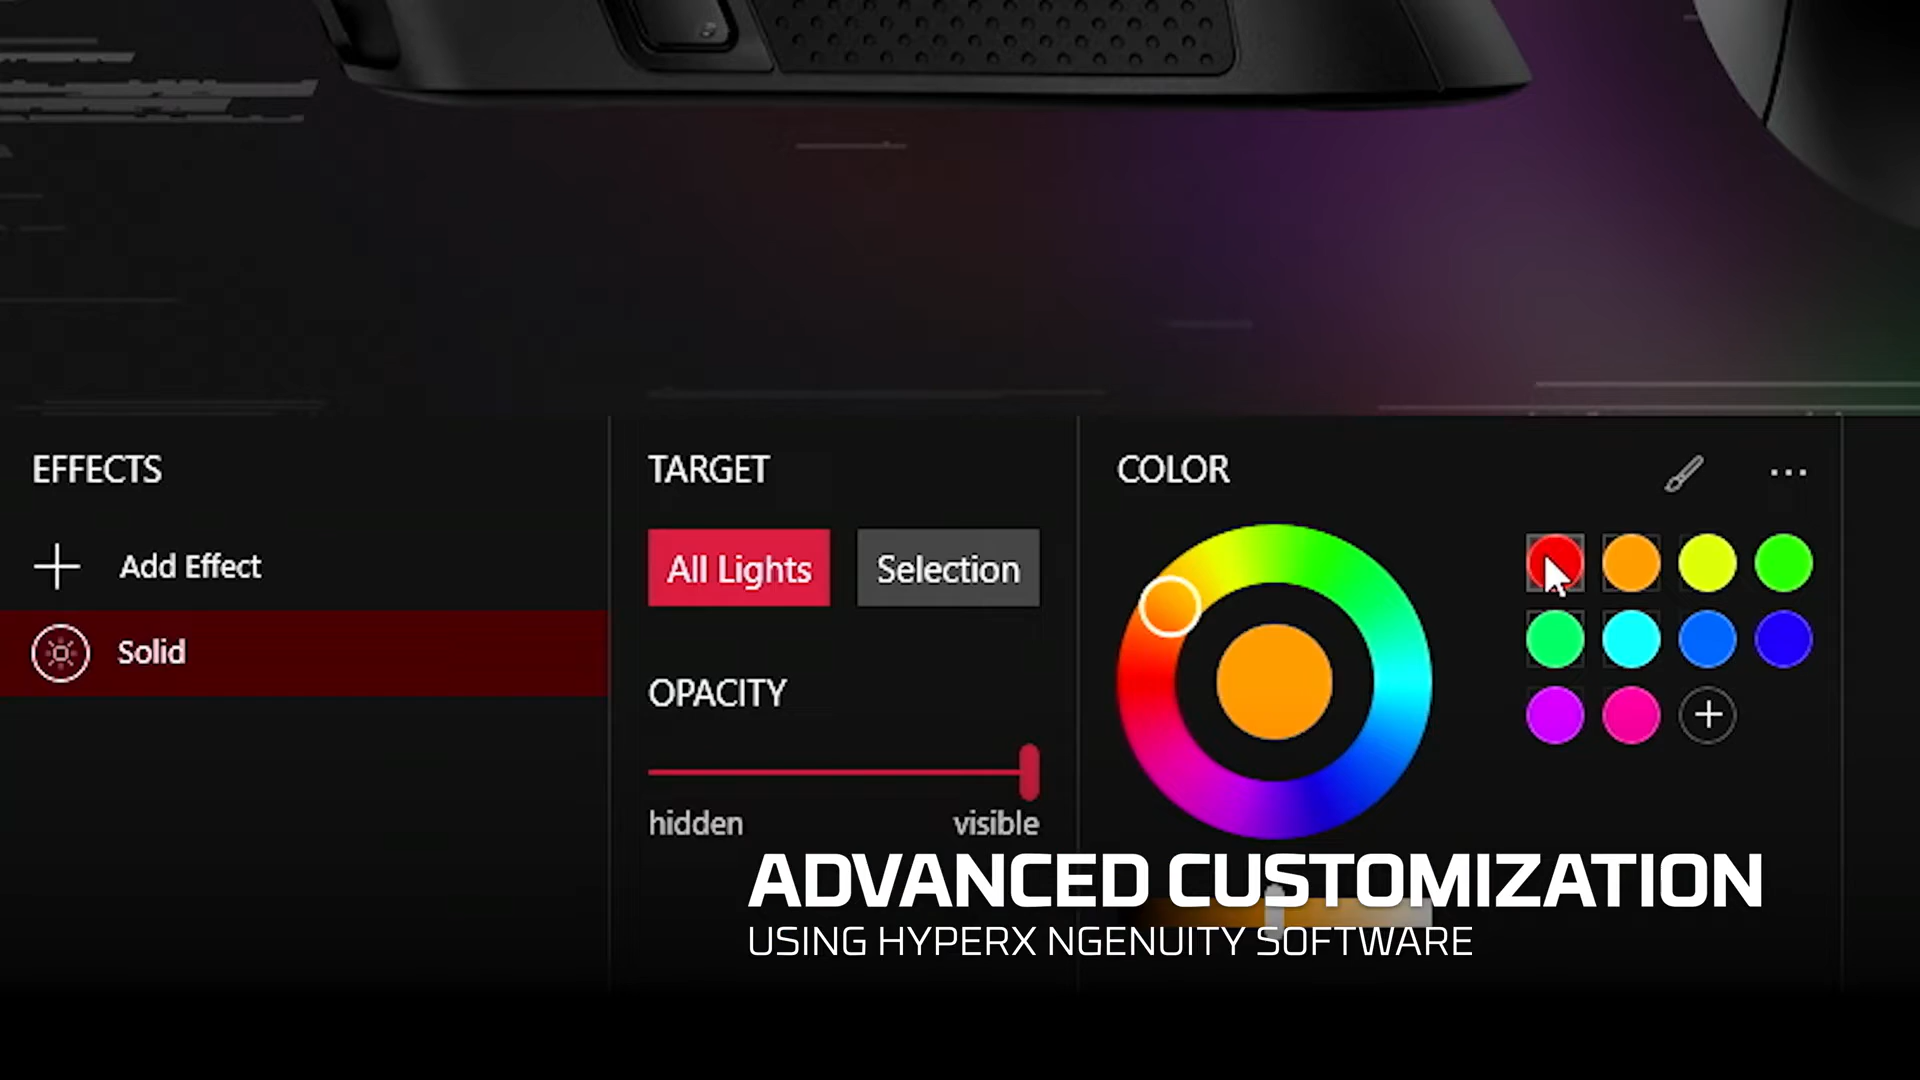 EFFECTS
Add Effect
Solid
TARGET
All Lights
Selection
OPACITY
hidden
visible
COLOR
ADVANCED CUSTOMIZATION
USING HYPERX NGENUITY SOFTWARE